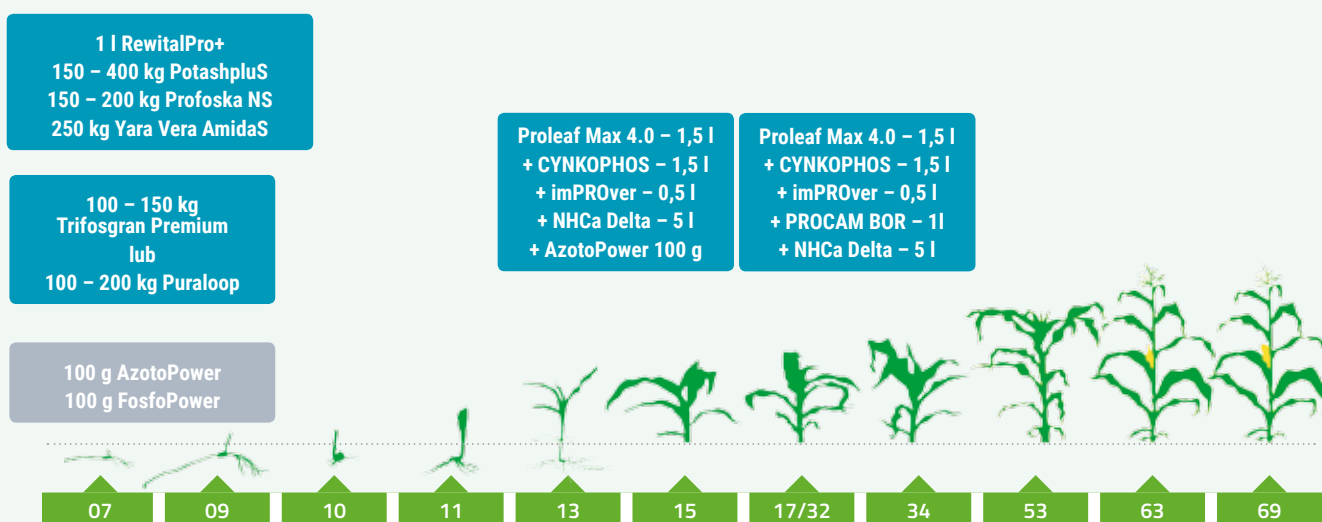 1 l RewitalPro+
150 – 400 kg PotashpluS
150 – 200 kg Profoska NS
250 kg Yara Vera AmidaS
100 – 150 kg
Trifosgran Premium
lub
100 – 200 kg Puraloop
100 g AzotoPower
100 g FosfoPower
Proleaf Max 4.0 – 1,5 l
+ CYNKOPHOS – 1,5 l
+ imPROver – 0,5 l
+ NHCa Delta – 5 l
+ AzotoPower 100 g
Proleaf Max 4.0 – 1,5 l
+ CYNKOPHOS – 1,5 l
+ imPROver – 0,5 l
+ PROCAM BOR – 1l
+ NHCa Delta – 5 l
07 09 10 11 13 15 17/32 34 53 63 69